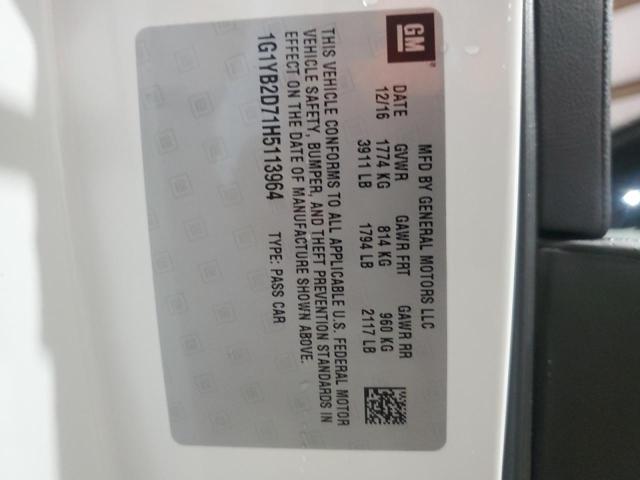 GM
MFD BY GENERAL MOTORS LLC
DATE GVWR GAWR FRT GAWR RR
12/16 1774 KG 814 KG 960 KG
3911 LB 1794 LB 2117 LB
THIS VEHICLE CONFORMS TO ALL APPLICABLE U.S. FEDERAL MOTOR
VEHICLE SAFETY, BUMPER, AND THEFT PREVENTION STANDARDS IN
EFFECT ON THE DATE OF MANUFACTURE SHOWN ABOVE.
1G1YB2D71H5113964 TYPE: PASS CAR